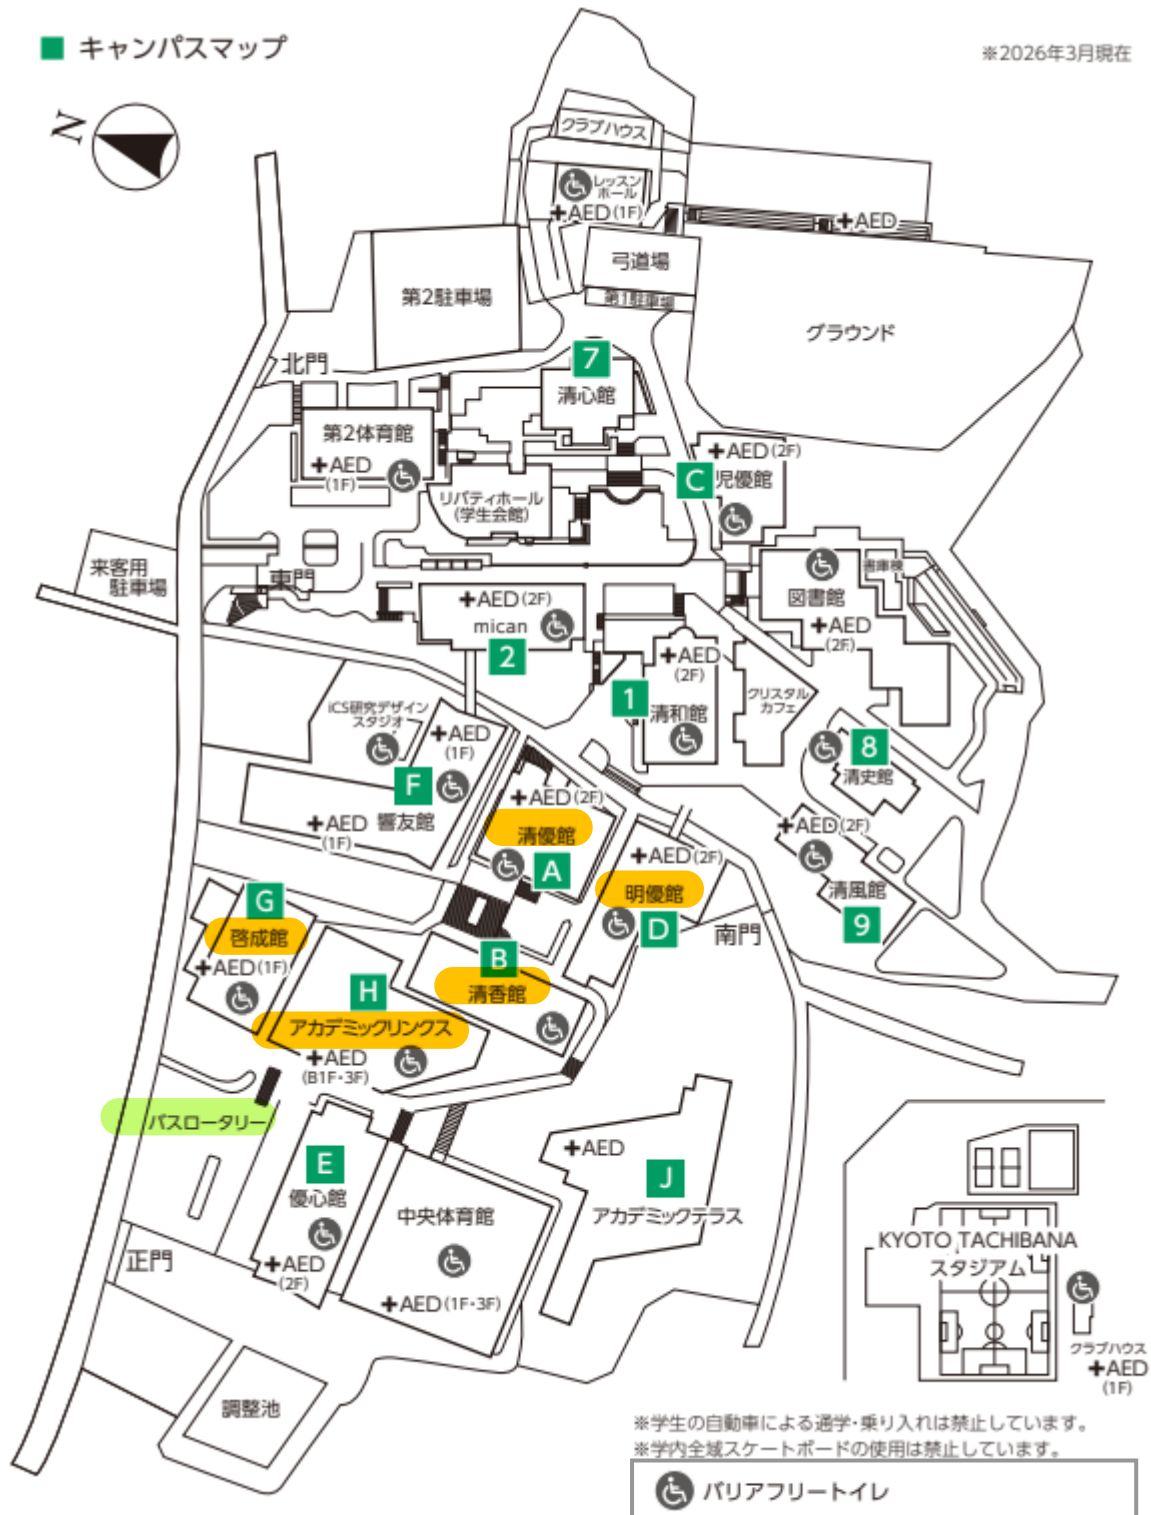 キャンパスマップ
※2026年3月現在
N
クラブハウス
レッスン
ホール
+AED(1F)
+AED
弓道場
第1駐車場
第2駐車場
グラウンド
北門
7
清心館
第2体育館
+AED
(1F)
リバティホール
(学生会館)
+AED(2F)
C
児優館
来客用
駐車場
東門
図書館
書庫棟
+AED
(2F)
+AED(2F)
mican
2
+AED
(2F)
1
清和館
クリスタル
カフェ
iCS研究デザイン
スタジオ
+AED
(1F)
F
響友館
+AED
(1F)
8
清史館
+AED(2F)
清優館
A
+AED(2F)
明優館
D
南門
+AED(2F)
清風館
9
G
啓成館
+AED(1F)
B
清香館
H
アカデミックリンクス
+AED
(B1F・3F)
バスロータリー
E
優心館
+AED
(2F)
中央体育館
+AED(1F・3F)
+AED
J
アカデミックテラス
正門
調整池
KYOTO TACHIBANA
スタジアム
クラブハウス
+AED
(1F)
※学生の自動車による通学・乗り入れは禁止しています。
※学内全域スケートボードの使用は禁止しています。
バリアフリートイレ